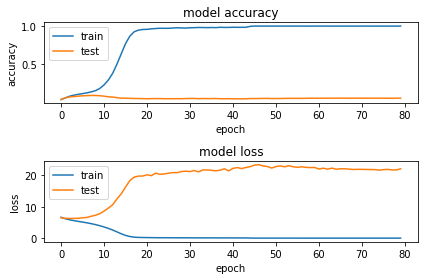 model accuracy
1.0
0.5
accuracy
train
test
0 10 20 30 40 50 60 70 80
epoch
model loss
20
10
0
loss
train
test
0 10 20 30 40 50 60 70 80
epoch